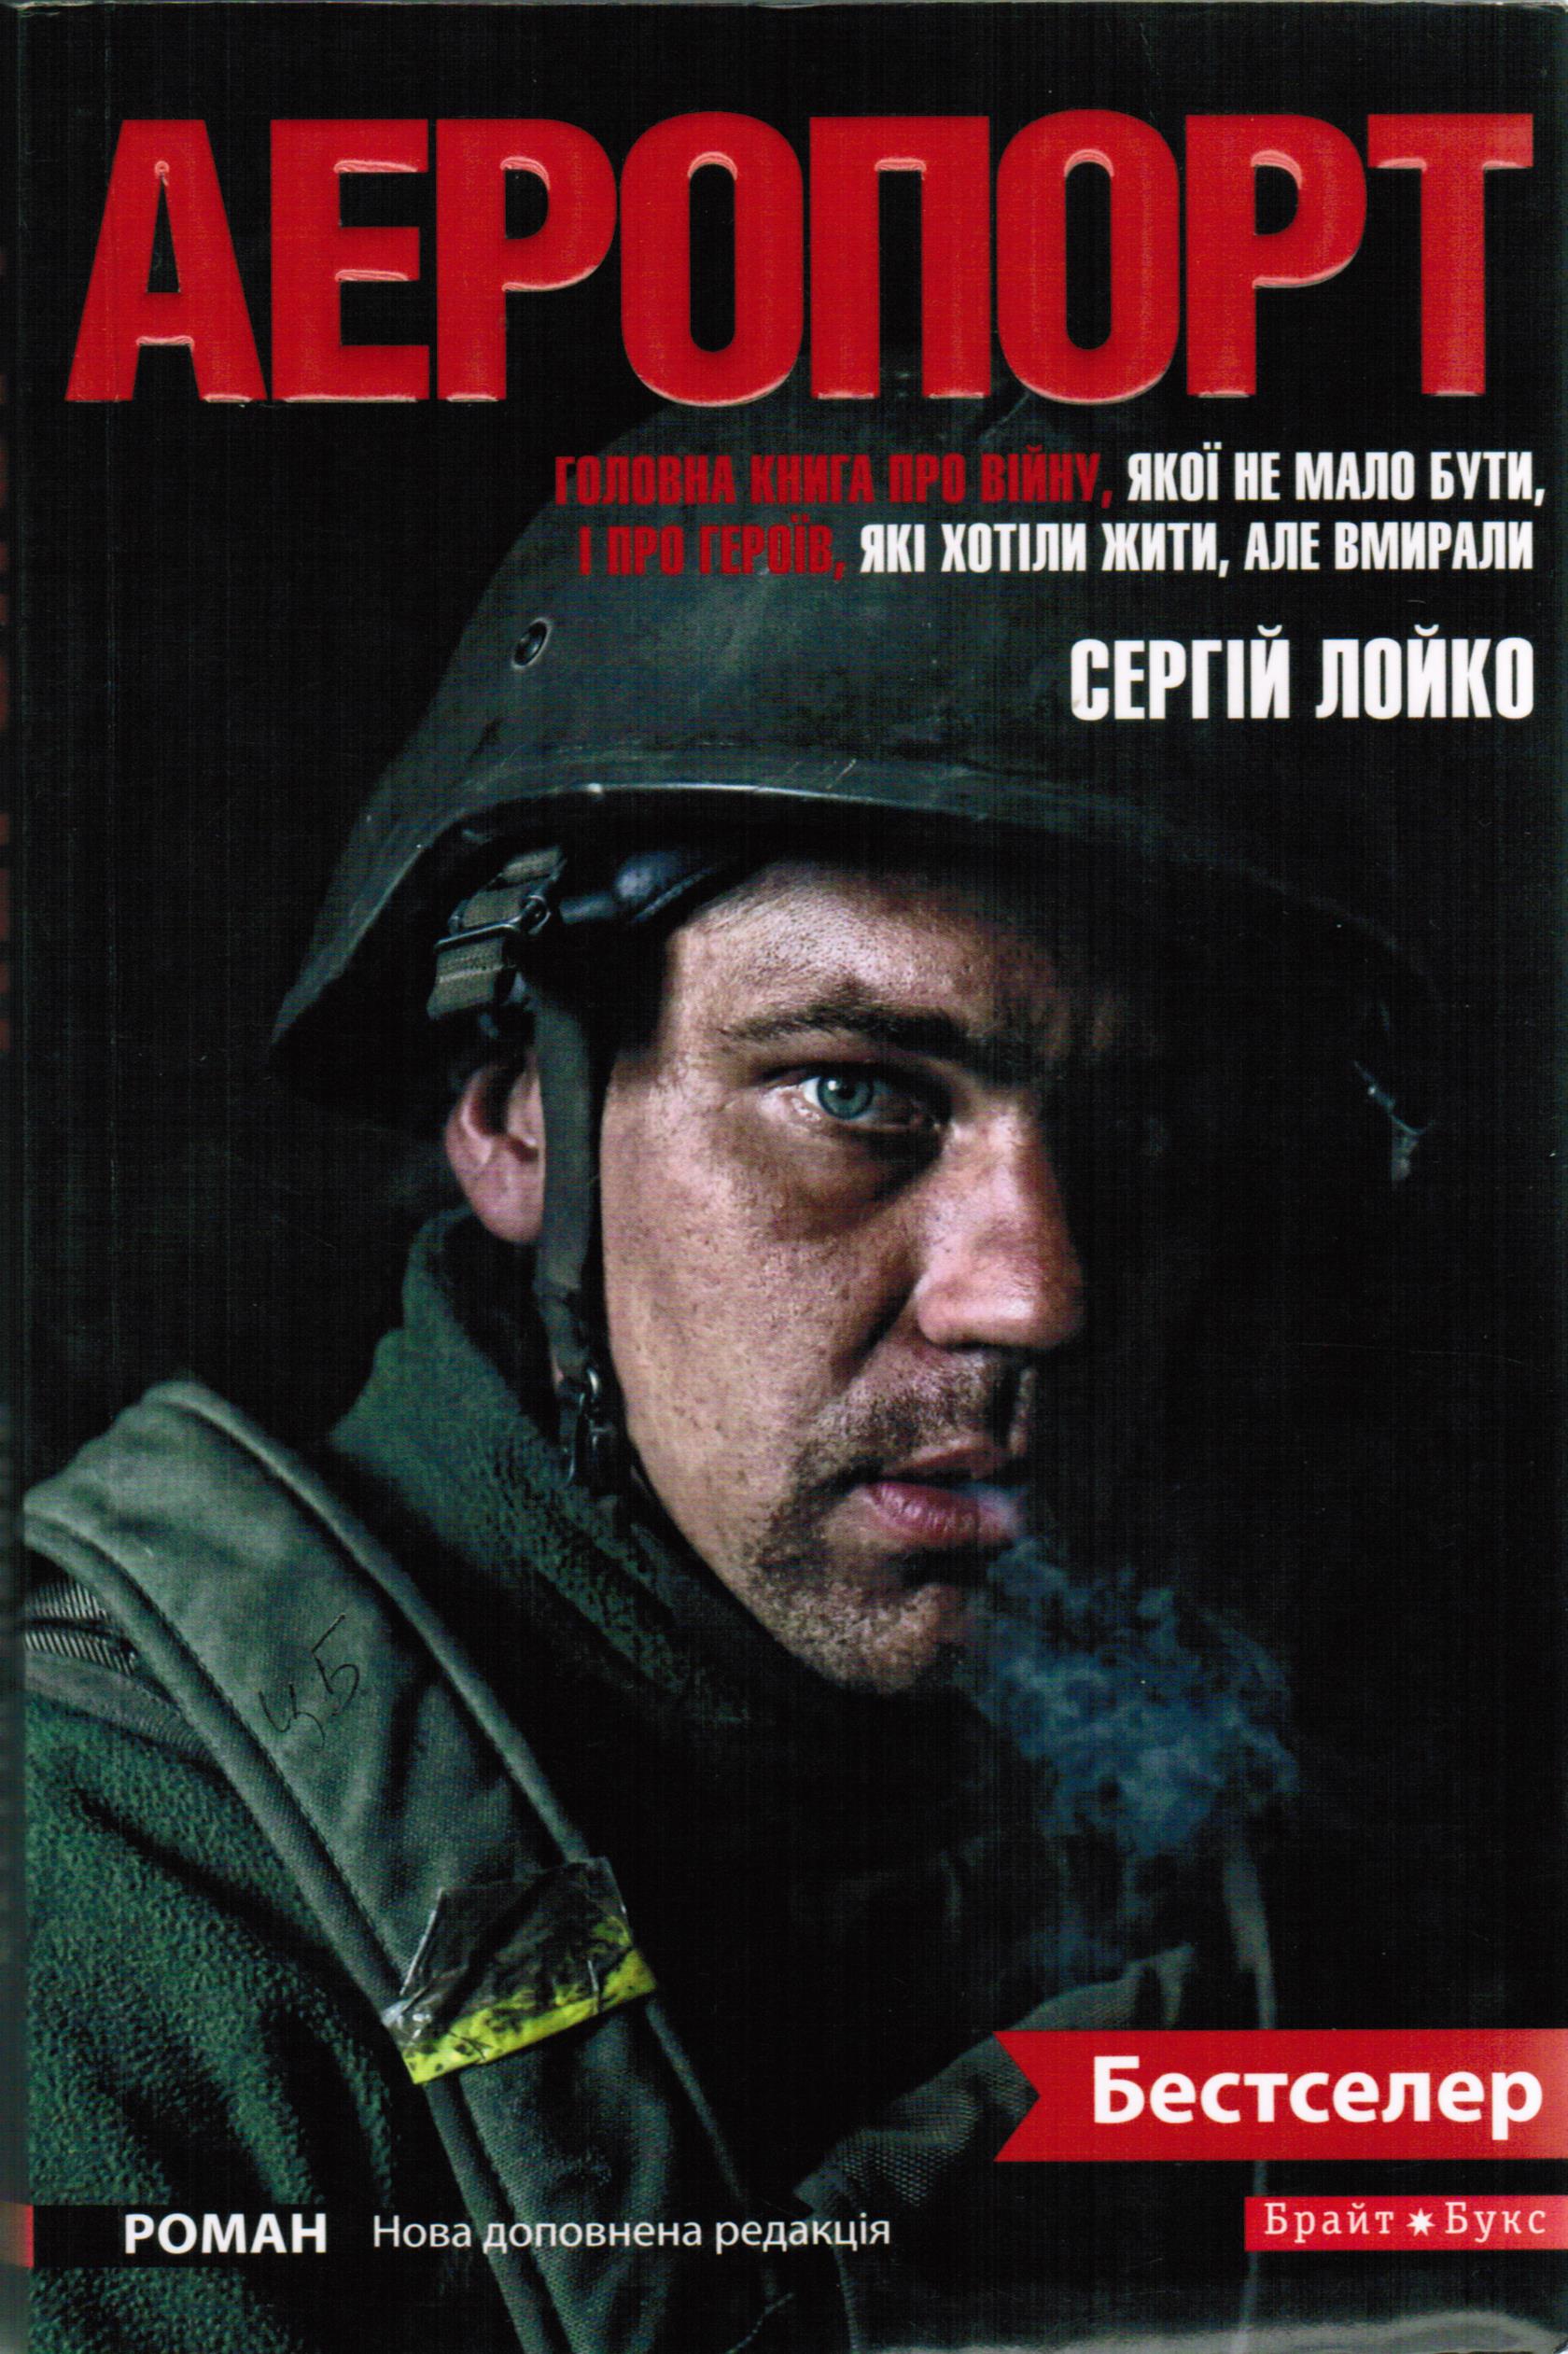 АЕРОПОРТ
ГОЛОВНА КНИГА ПРО ВІЙНУ, ЯКОЇ НЕ МАЛО БУТИ,
І ПРО ГЕРОЇВ, ЯКІ ХОТІЛИ ЖИТИ, АЛЕ ВМИРАЛИ
СЕРГІЙ ЛОЙКО
Бестселер
РОМАН Нова доповнена редакція
Брайт Букс